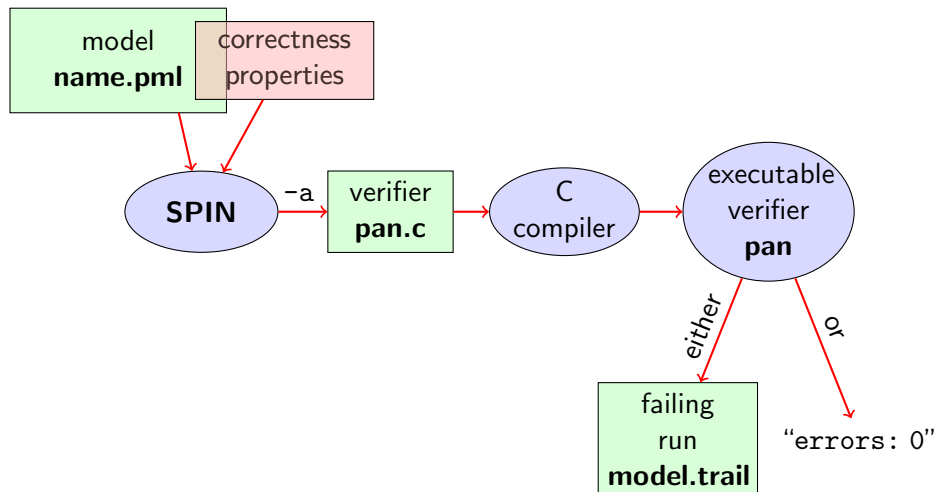 model
name.pml
correctness
properties
SPIN
-a
verifier
pan.c
C
compiler
executable
verifier
pan
either
or
failing
run
model.trail
“errors: 0”